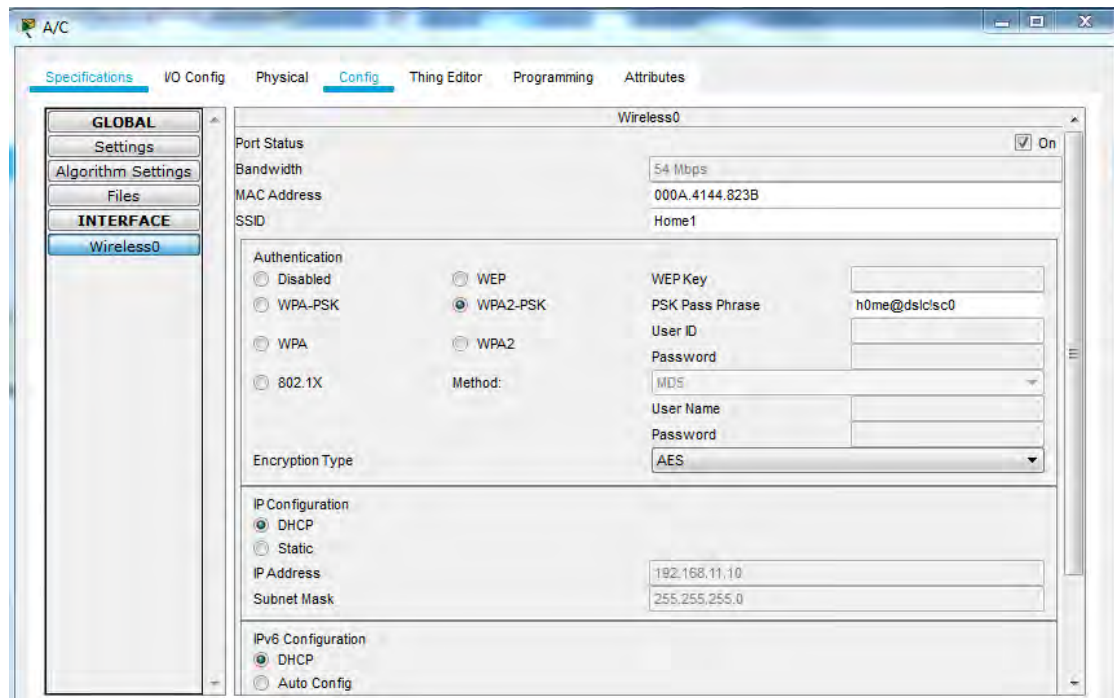 A/C
Specifications I/O Config Physical Config Thing Editor Programming Attributes
GLOBAL
Settings
Algorithm Settings
Files
INTERFACE
Wireless0
Wireless0
Port Status On
Bandwidth 54 Mbps
MAC Address 000A.4144.823B
SSID Home1
Authentication
Disabled WEP WEP Key
WPA-PSK WPA2-PSK PSK Pass Phrase h0me@dslc!sc0
User ID
WPA WPA2
Password
802.1X Method: MD5
User Name
Password
Encryption Type AES
IP Configuration
DHCP
Static
IP Address 192.168.11.10
Subnet Mask 255.255.255.0
IPv6 Configuration
DHCP
Auto Config